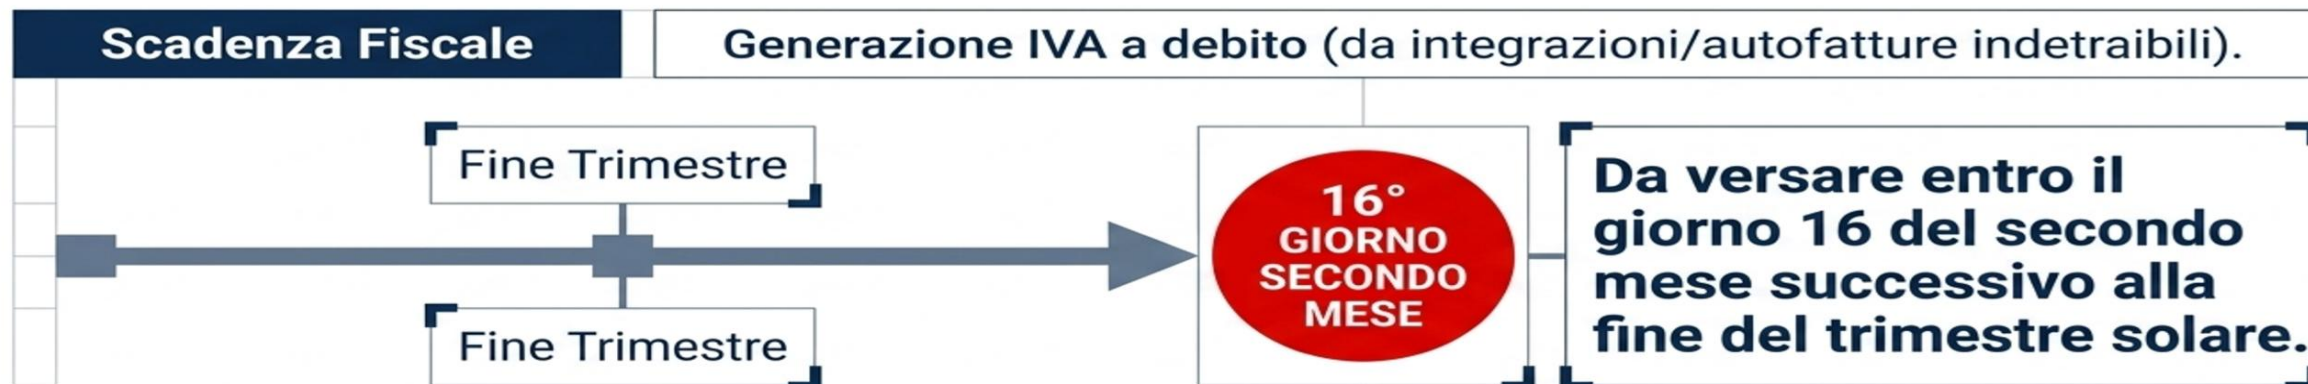 Scadenza Fiscale
Generazione IVA a debito (da integrazioni/autofatture indetraibili).
Fine Trimestre
Fine Trimestre
16°
GIORNO
SECONDO
MESE
Da versare entro il
giorno 16 del secondo
mese successivo alla
fine del trimestre solare.